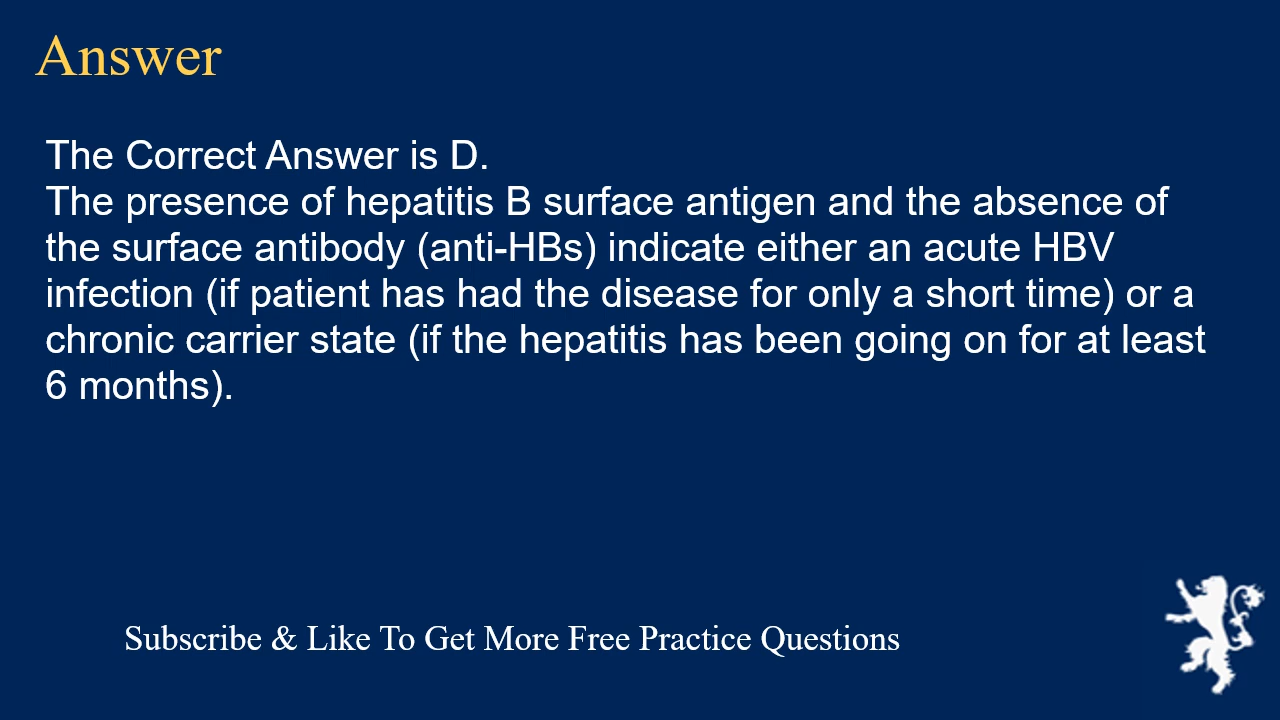 Answer
The Correct Answer is D.
The presence of hepatitis B surface antigen and the absence of
the surface antibody (anti-HBs) indicate either an acute HBV
infection (if patient has had the disease for only a short time) or a
chronic carrier state (if the hepatitis has been going on for at least
6 months).
Subscribe & Like To Get More Free Practice Questions